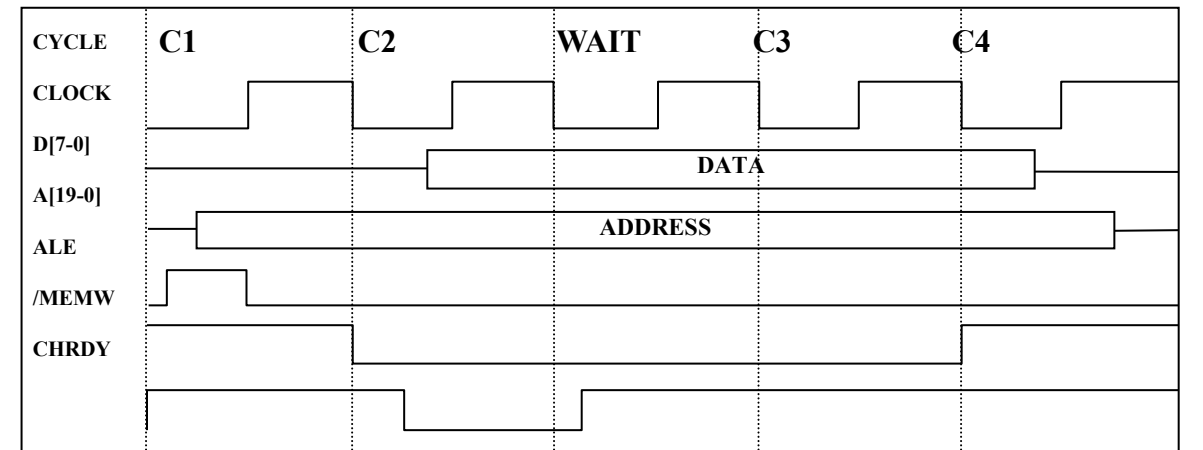 CYCLE C1 C2 WAIT C3 C4
CLOCK
D[7-0] DATA
A[19-0] ADDRESS
ALE
/MEMW
CHRDY